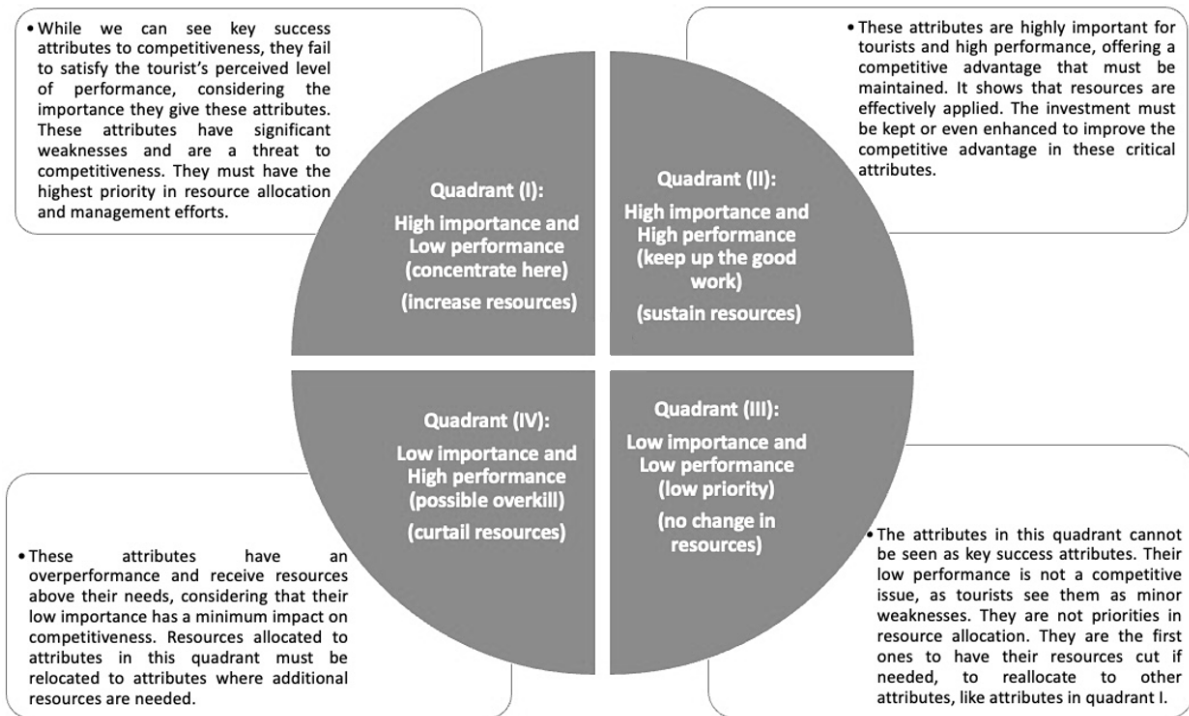 • While we can see key success
attributes to competitiveness, they fail
to satisfy the tourist's perceived level
of performance, considering the
importance they give these attributes.
These attributes have significant
weaknesses and are a threat to
competitiveness. They must have the
highest priority in resource allocation
and management efforts.
• These attributes are highly important for
tourists and high performance, offering a
competitive advantage that must be
maintained. It shows that resources are
effectively applied. The investment must
be kept or even enhanced to improve the
competitive advantage in these critical
attributes.
Quadrant (I):
High importance and
Low performance
(concentrate here)
(increase resources)
Quadrant (II):
High importance and
High performance
(keep up the good
work)
(sustain resources)
Quadrant (IV):
Low importance and
High performance
(possible overkill)
(curtail resources)
Quadrant (III):
Low importance and
Low performance
(low priority)
(no change in
resources)
• These attributes have an
overperformance and receive resources
above their needs, considering that their
low importance has a minimum impact on
competitiveness. Resources allocated to
attributes in this quadrant must be
relocated to attributes where additional
resources are needed.
• The attributes in this quadrant cannot
be seen as key success attributes. Their
low performance is not a competitive
issue, as tourists see them as minor
weaknesses. They are not priorities in
resource allocation. They are the first
ones to have their resources cut if
needed, to reallocate to other
attributes, like attributes in quadrant I.